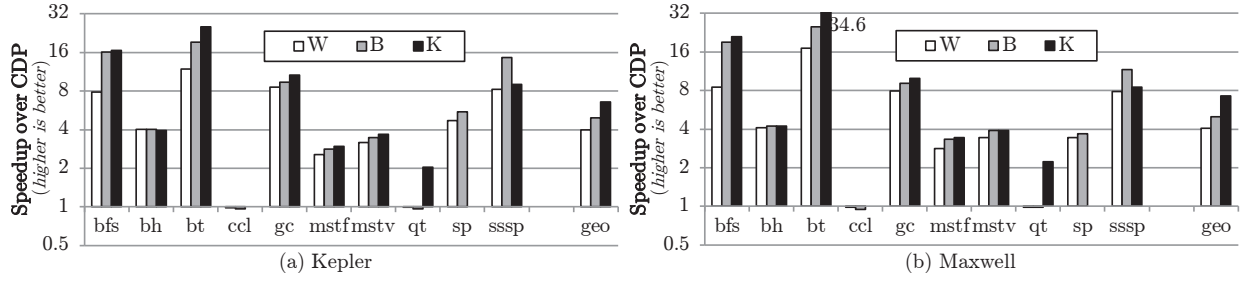 Speedup over CDP
(higher is better)
32
16
8
4
2
1
0.5
W B K
bfs bh bt ccl gc mstf mstv qt sp sssp geo
(a) Kepler
Speedup over CDP
(higher is better)
32
16
8
4
2
1
0.5
34.6
W B K
bfs bh bt ccl gc mstf mstv qt sp sssp geo
(b) Maxwell